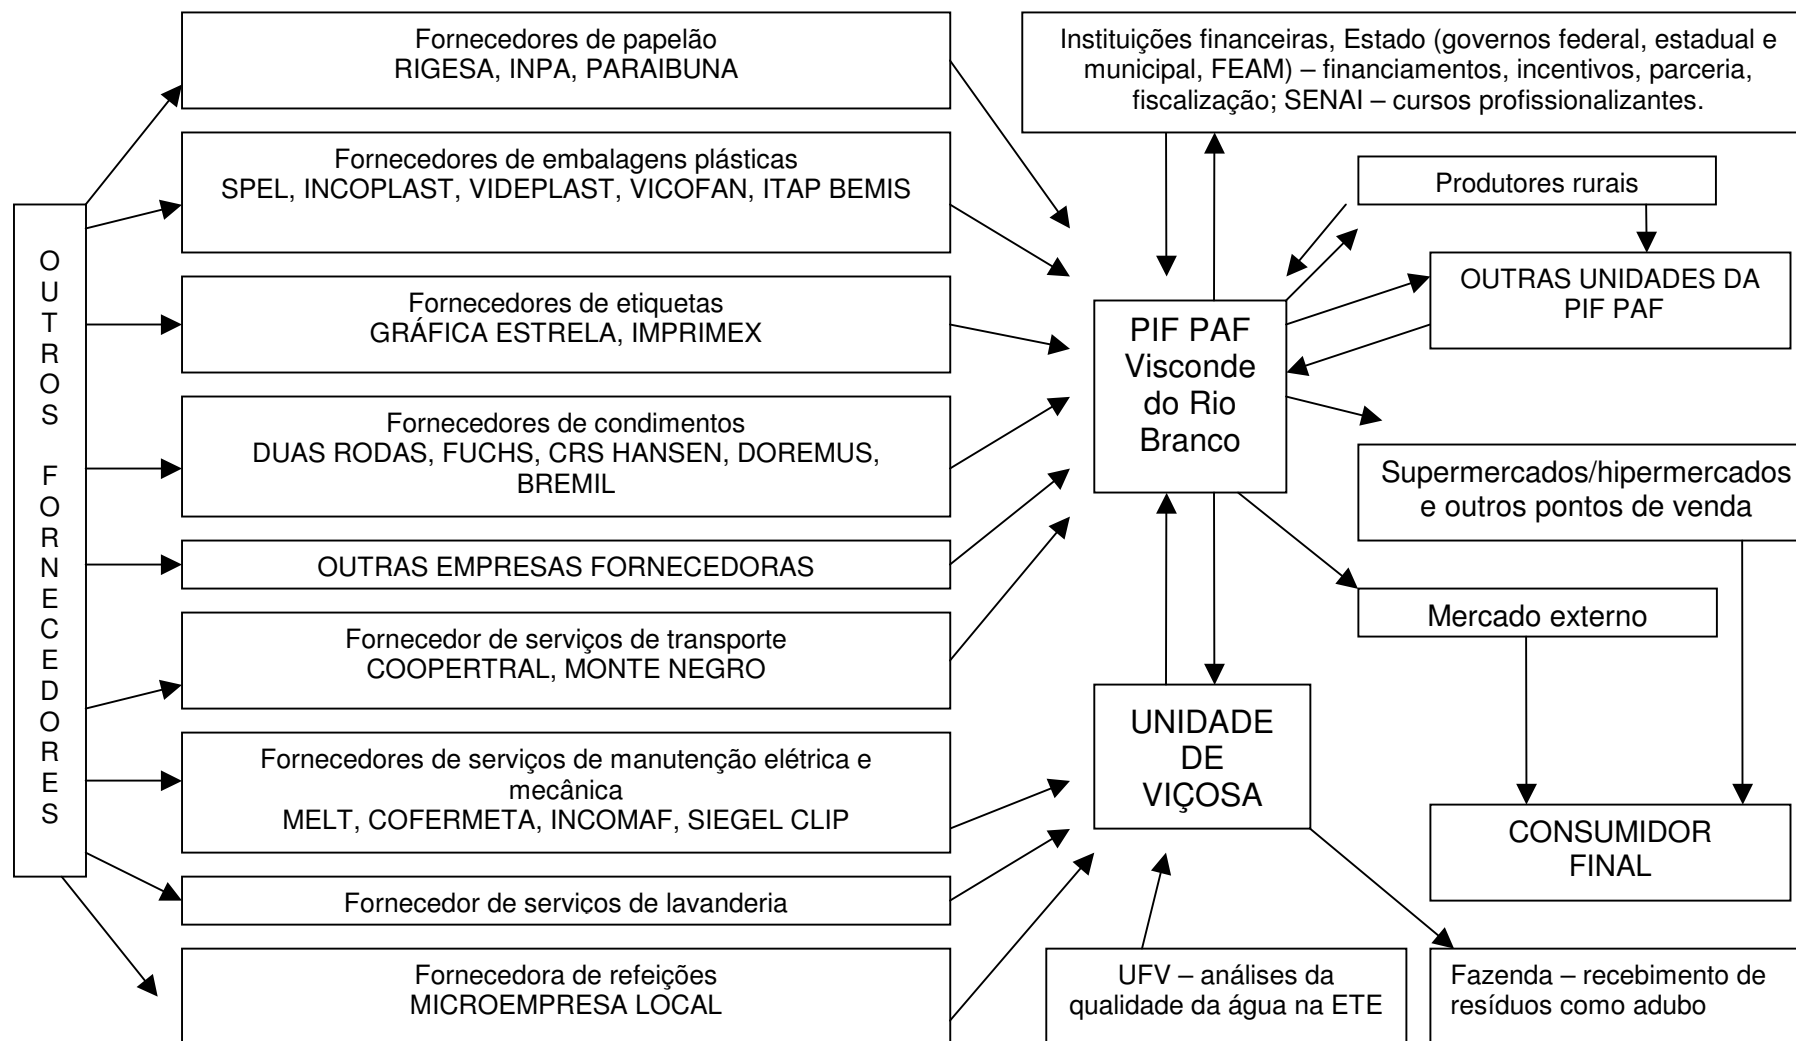 Fornecedores de papelão
RIGESA, INPA, PARAIBUNA
Fornecedores de embalagens plásticas
SPEL, INCOPLAST, VIDEPLAST, VICOFAN, ITAP BEMIS
Fornecedores de etiquetas
GRÁFICA ESTRELA, IMPRIMEX
Fornecedores de condimentos
DUAS RODAS, FUCHS, CRS HANSEN, DOREMUS,
BREMIL
OUTRAS EMPRESAS FORNECEDORAS
Fornecedor de serviços de transporte
COOPERTRAL, MONTE NEGRO
Fornecedores de serviços de manutenção elétrica e
mecânica
MELT, COFERMETA, INCOMAF, SIEGEL CLIP
Fornecedor de serviços de lavanderia
Fornecedora de refeições
MICROEMPRESA LOCAL
OUTROS FORNECEDORES
Instituições financeiras, Estado (governos federal, estadual e
municipal, FEAM) – financiamentos, incentivos, parceria,
fiscalização; SENAI – cursos profissionalizantes.
Produtores rurais
OUTRAS UNIDADES DA
PIF PAF
PIF PAF
Visconde
do Rio
Branco
Supermercados/hipermercados
e outros pontos de venda
Mercado externo
UNIDADE
DE
VIÇOSA
CONSUMIDOR
FINAL
UFV – análises da
qualidade da água na ETE
Fazenda – recebimento de
resíduos como adubo